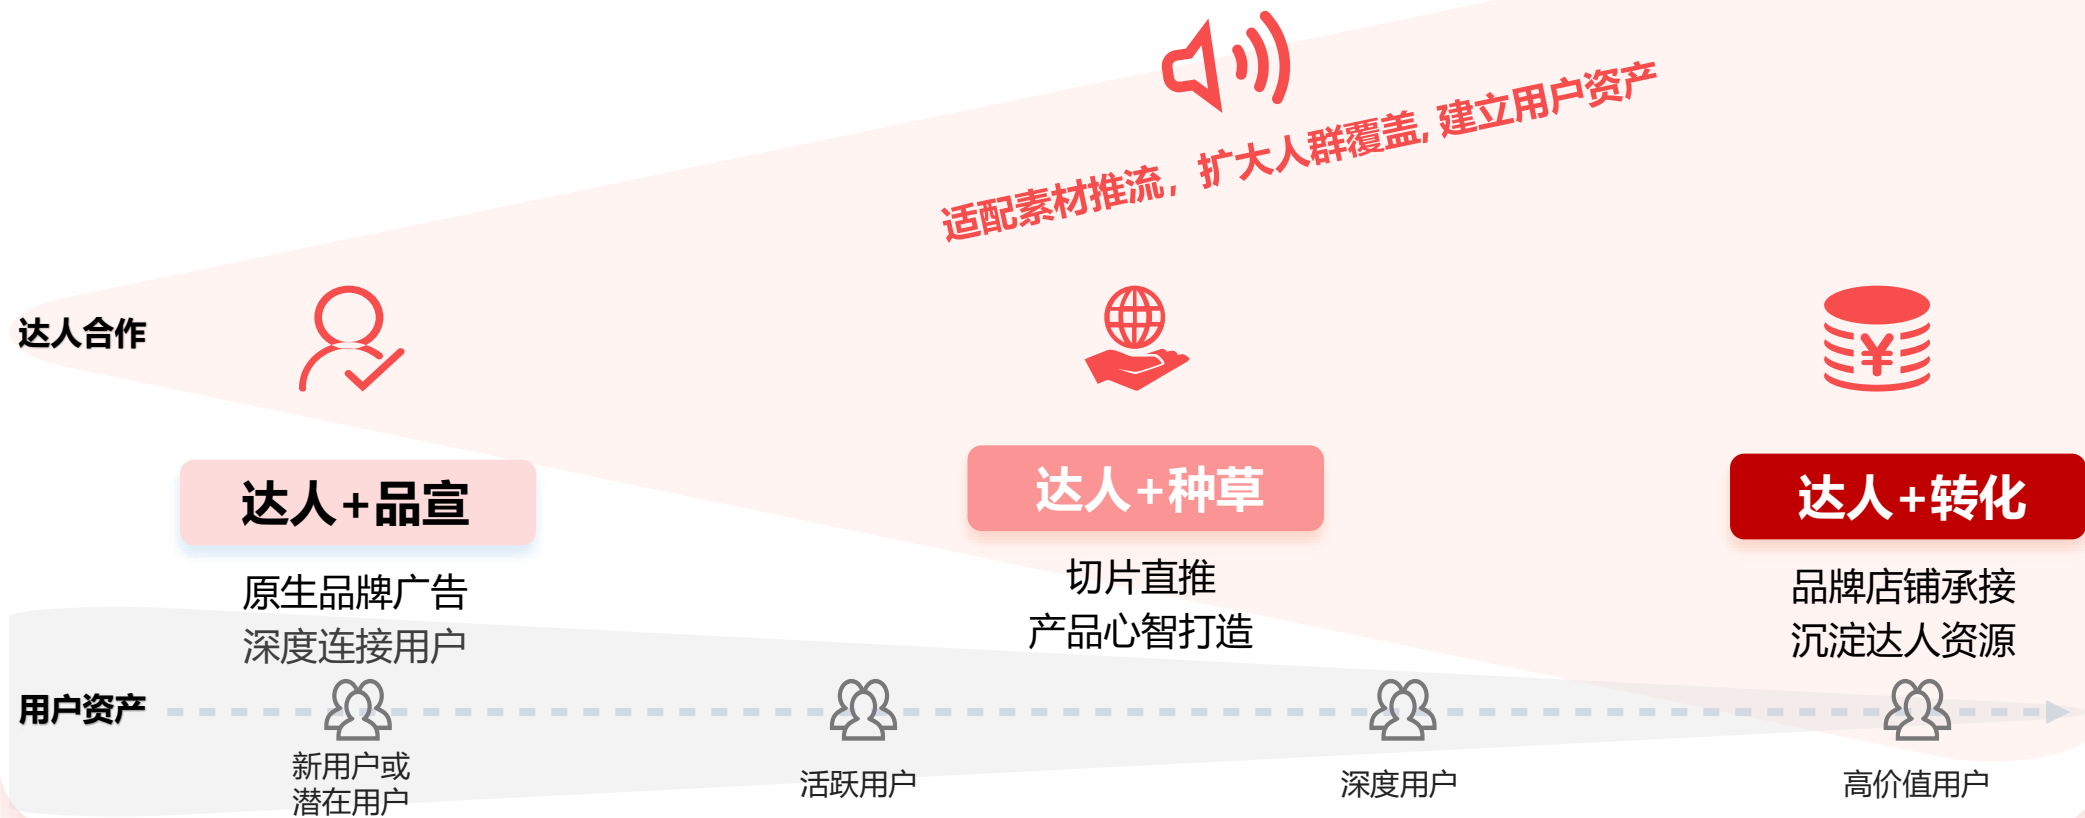 适配素材推流，扩大人群覆盖, 建立用户资产
达人合作
达人+品宣
原生品牌广告
深度连接用户
达人+种草
切片直推
产品心智打造
达人+转化
品牌店铺承接
沉淀达人资源
用户资产
新用户或
潜在用户
活跃用户
深度用户
高价值用户